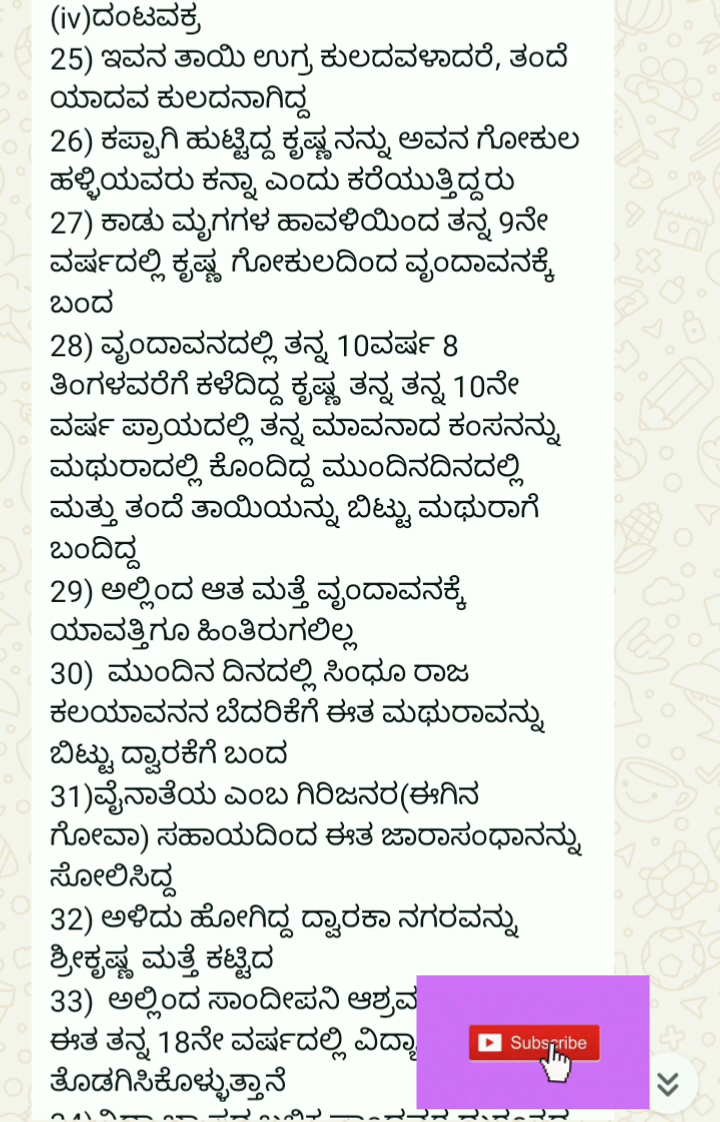 (iv)ದಂಟವಕ್ರ
25) ಇವನ ತಾಯಿ ಉಗ್ರ ಕುಲದವಳಾದರೆ, ತಂದೆ
ಯಾದವ ಕುಲದನಾಗಿದ್ದ
26) ಕಪ್ಪಾಗಿ ಹುಟ್ಟಿದ್ದ ಕೃಷ್ಣನನ್ನು ಅವನ ಗೋಕುಲ
ಹಳ್ಳಿಯವರು ಕನ್ನಾ ಎಂದು ಕರೆಯುತ್ತಿದ್ದರು
27) ಕಾಡು ಮೃಗಗಳ ಹಾವಳಿಯಿಂದ ತನ್ನ 9ನೇ
ವರ್ಷದಲ್ಲಿ ಕೃಷ್ಣ ಗೋಕುಲದಿಂದ ವೃಂದಾವನಕ್ಕೆ
ಬಂದ
28) ವೃಂದಾವನದಲ್ಲಿ ತನ್ನ 10ವರ್ಷ 8
ತಿಂಗಳವರೆಗೆ ಕಳೆದಿದ್ದ ಕೃಷ್ಣ ತನ್ನ ತನ್ನ 10ನೇ
ವರ್ಷ ಪ್ರಾಯದಲ್ಲಿ ತನ್ನ ಮಾವನಾದ ಕಂಸನನ್ನು
ಮಥುರಾದಲ್ಲಿ ಕೊಂದಿದ್ದ ಮುಂದಿನದಿನದಲ್ಲಿ
ಮತ್ತು ತಂದೆ ತಾಯಿಯನ್ನು ಬಿಟ್ಟು ಮಥುರಾಗೆ
ಬಂದಿದ್ದ
29) ಅಲ್ಲಿಂದ ಆತ ಮತ್ತೆ ವೃಂದಾವನಕ್ಕೆ
ಯಾವತ್ತಿಗೂ ಹಿಂತಿರುಗಲಿಲ್ಲ
30) ಮುಂದಿನ ದಿನದಲ್ಲಿ ಸಿಂಧೂ ರಾಜ
ಕಲಯಾವನನ ಬೆದರಿಕೆಗೆ ಈತ ಮಥುರಾವನ್ನು
ಬಿಟ್ಟು ದ್ವಾರಕೆಗೆ ಬಂದ
31)ವೈನಾತೆಯ ಎಂಬ ಗಿರಿಜನರ(ಈಗಿನ
ಗೋವಾ) ಸಹಾಯದಿಂದ ಈತ ಜಾರಾಸಂಧಾನನ್ನು
ಸೋಲಿಸಿದ್ದ
32) ಅಳಿದು ಹೋಗಿದ್ದ ದ್ವಾರಕಾ ನಗರವನ್ನು
ಶ್ರೀಕೃಷ್ಣ ಮತ್ತೆ ಕಟ್ಟಿದ
33) ಅಲ್ಲಿಂದ ಸಾಂದೀಪನಿ ಆಶ್ರಮ
ಈತ ತನ್ನ 18ನೇ ವರ್ಷದಲ್ಲಿ
ತೊಡಗಿಸಿಕೊಳ್ಳುತ್ತಾನೆ
Subscribe